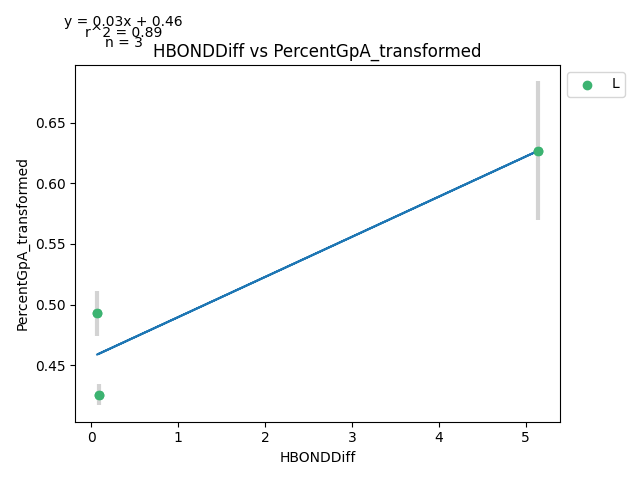 y = 0.03x + 0.46
r^2 = 0.89
n = 3
HBONDDiff vs PercentGpA_transformed
L
0.65
0.60
0.55
0.50
0.45
PercentGpA_transformed
0 1 2 3 4 5
HBONDDiff